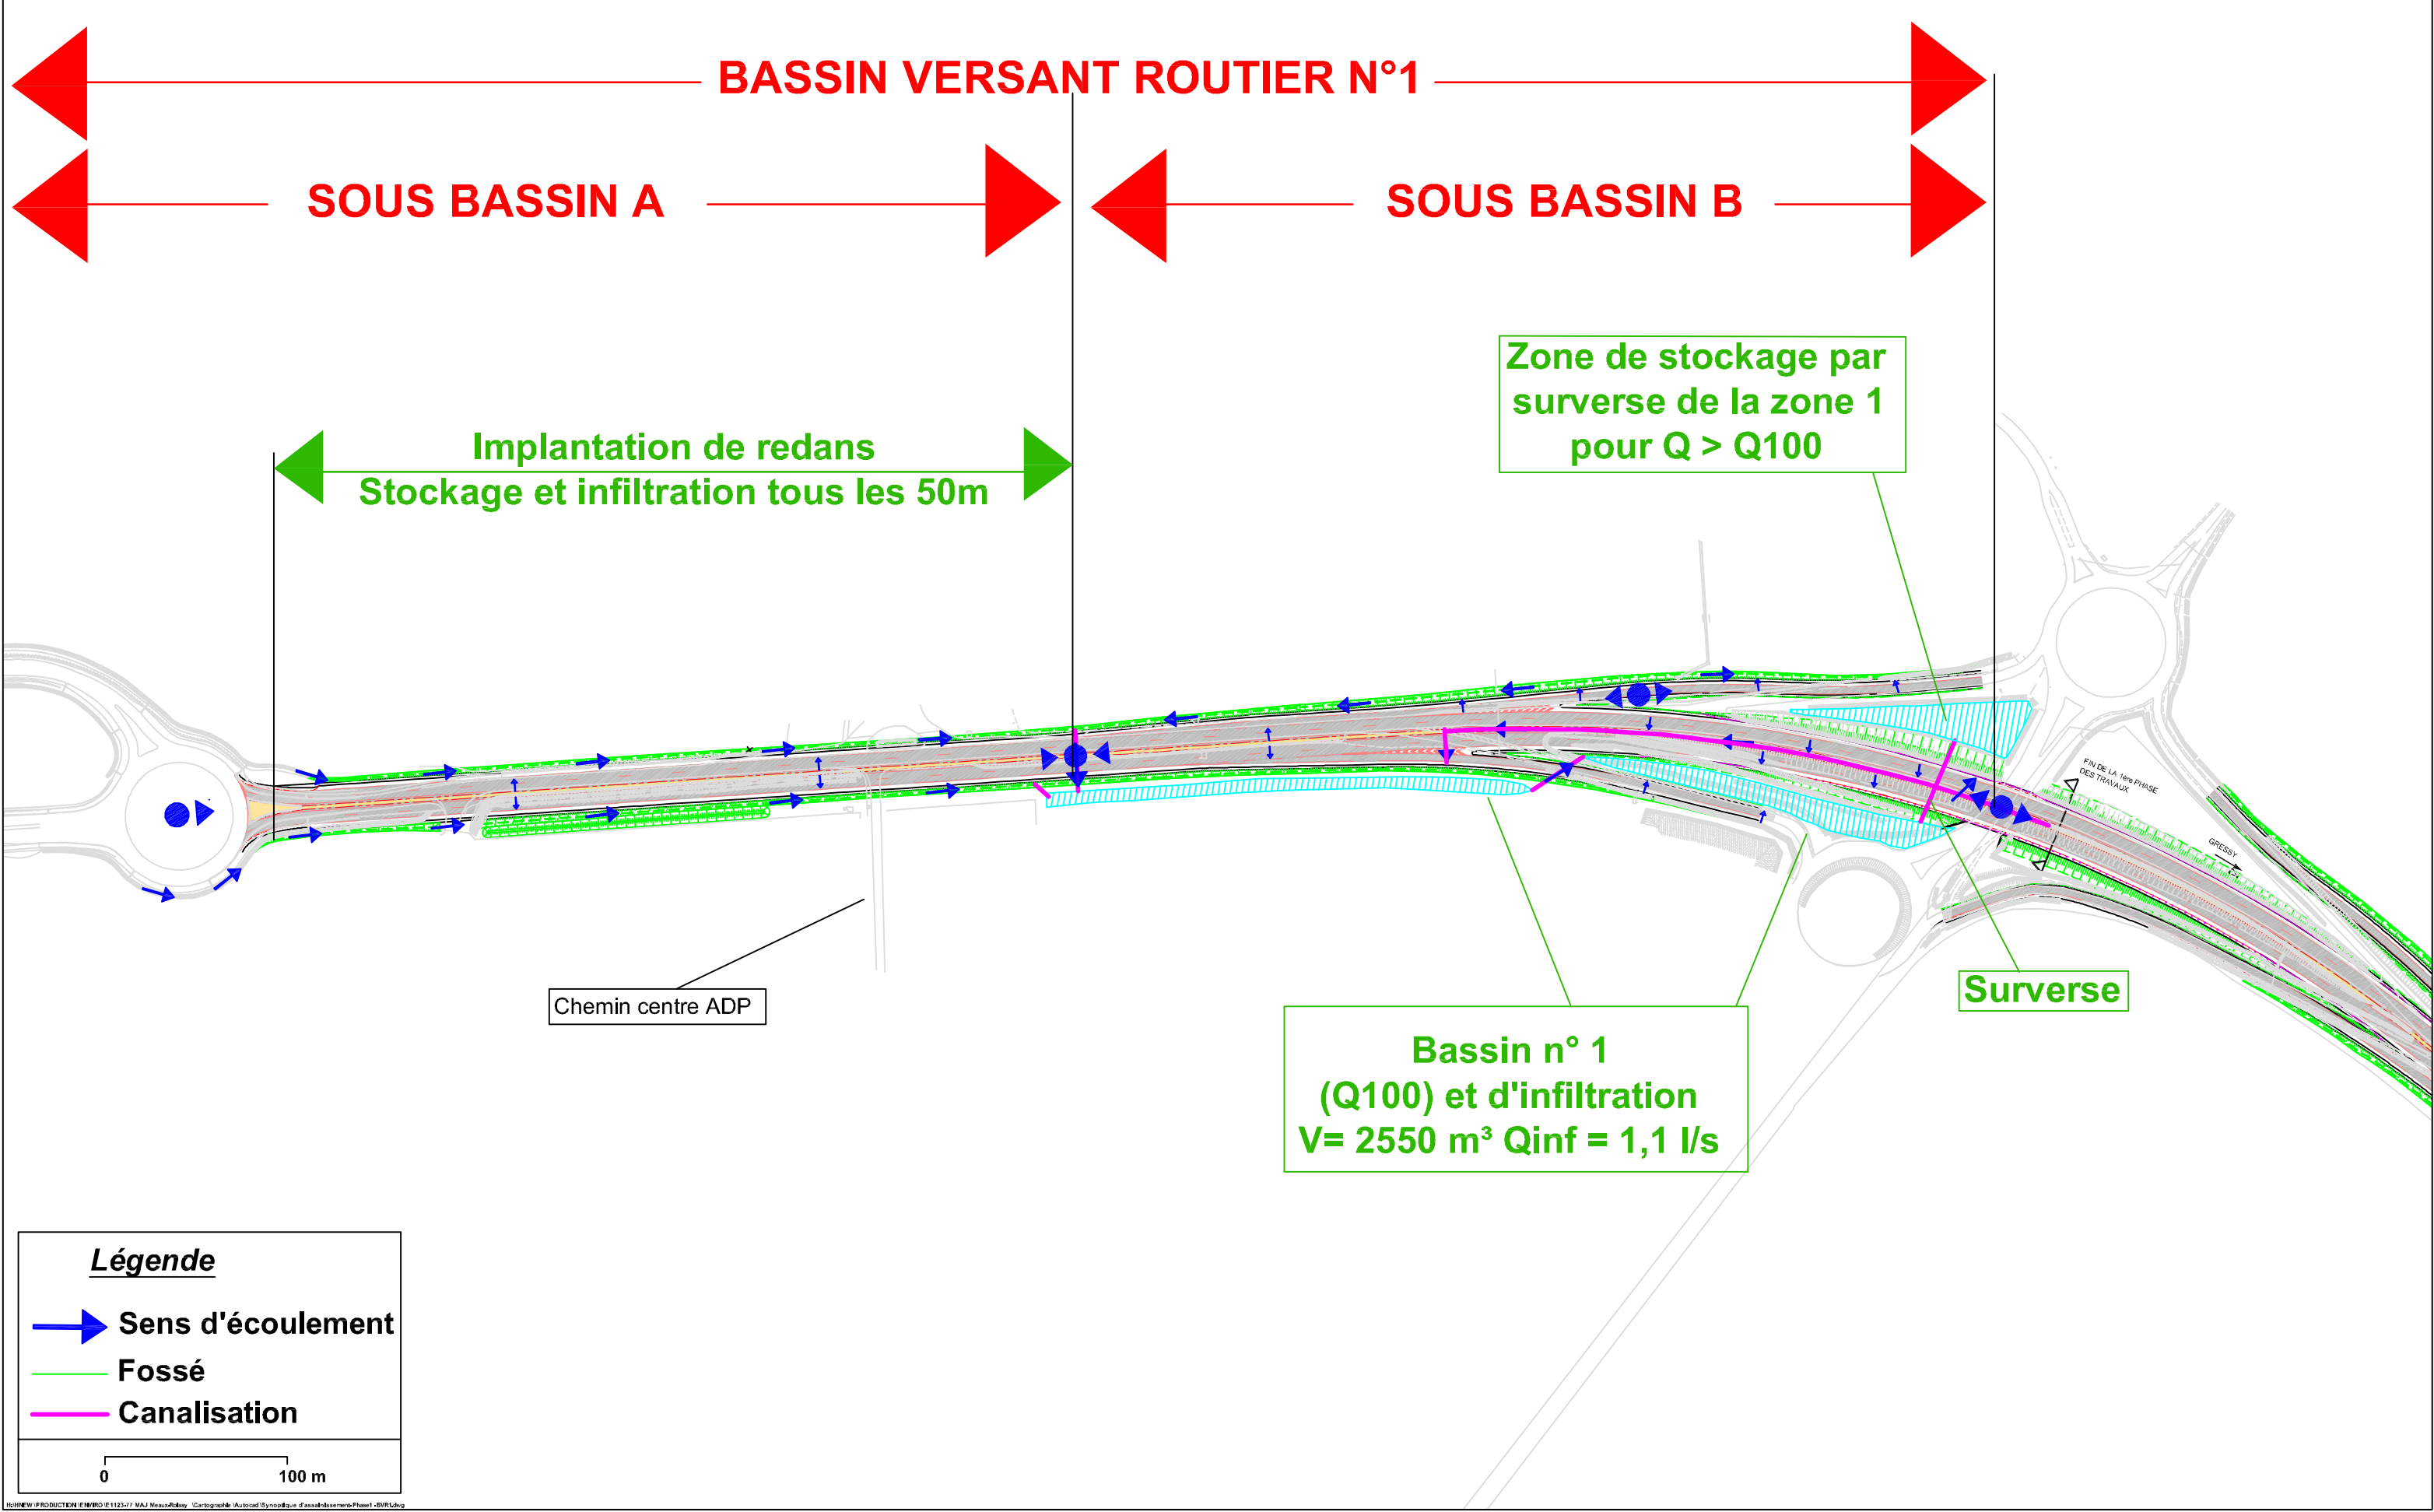 BASSIN VERSANT ROUTIER N°1
SOUS BASSIN A
SOUS BASSIN B
Zone de stockage par
surverse de la zone 1
pour Q > Q100
Implantation de redans
Stockage et infiltration tous les 50m
FIN DE LA 1ère PHASE
DES TRAVAUX
GRESSY
Chemin centre ADP
Surverse
Bassin n° 1
(Q100) et d'infiltration
V= 2550 m³ Qinf = 1,1 l/s
Légende
Sens d'écoulement
Fossé
Canalisation
0 100 m